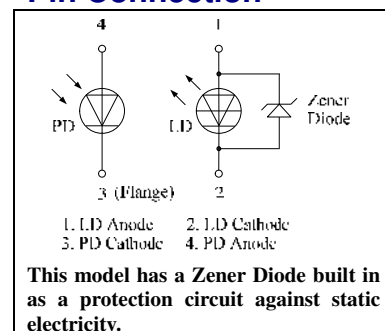 Pin Connection
4 1
PD LD Zener
Diode
3 (Flange) 2
1. LD Anode 2. LD Cathode
3. PD Cathode 4. PD Anode
This model has a Zener Diode built in
as a protection circuit against static
electricity.